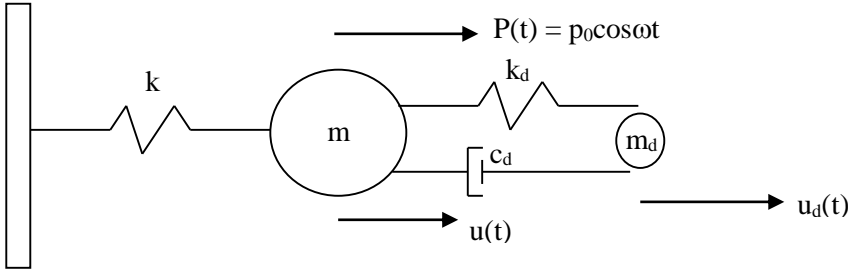 P(t) = p₀cosωt
k
k_d
m
m_d
c_d
u(t)
u_d(t)